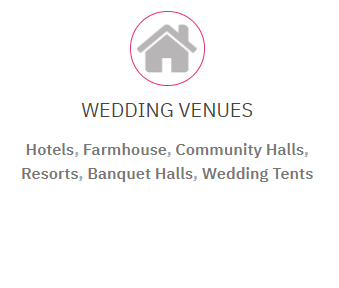 WEDDING VENUES
Hotels, Farmhouse, Community Halls,
Resorts, Banquet Halls, Wedding Tents